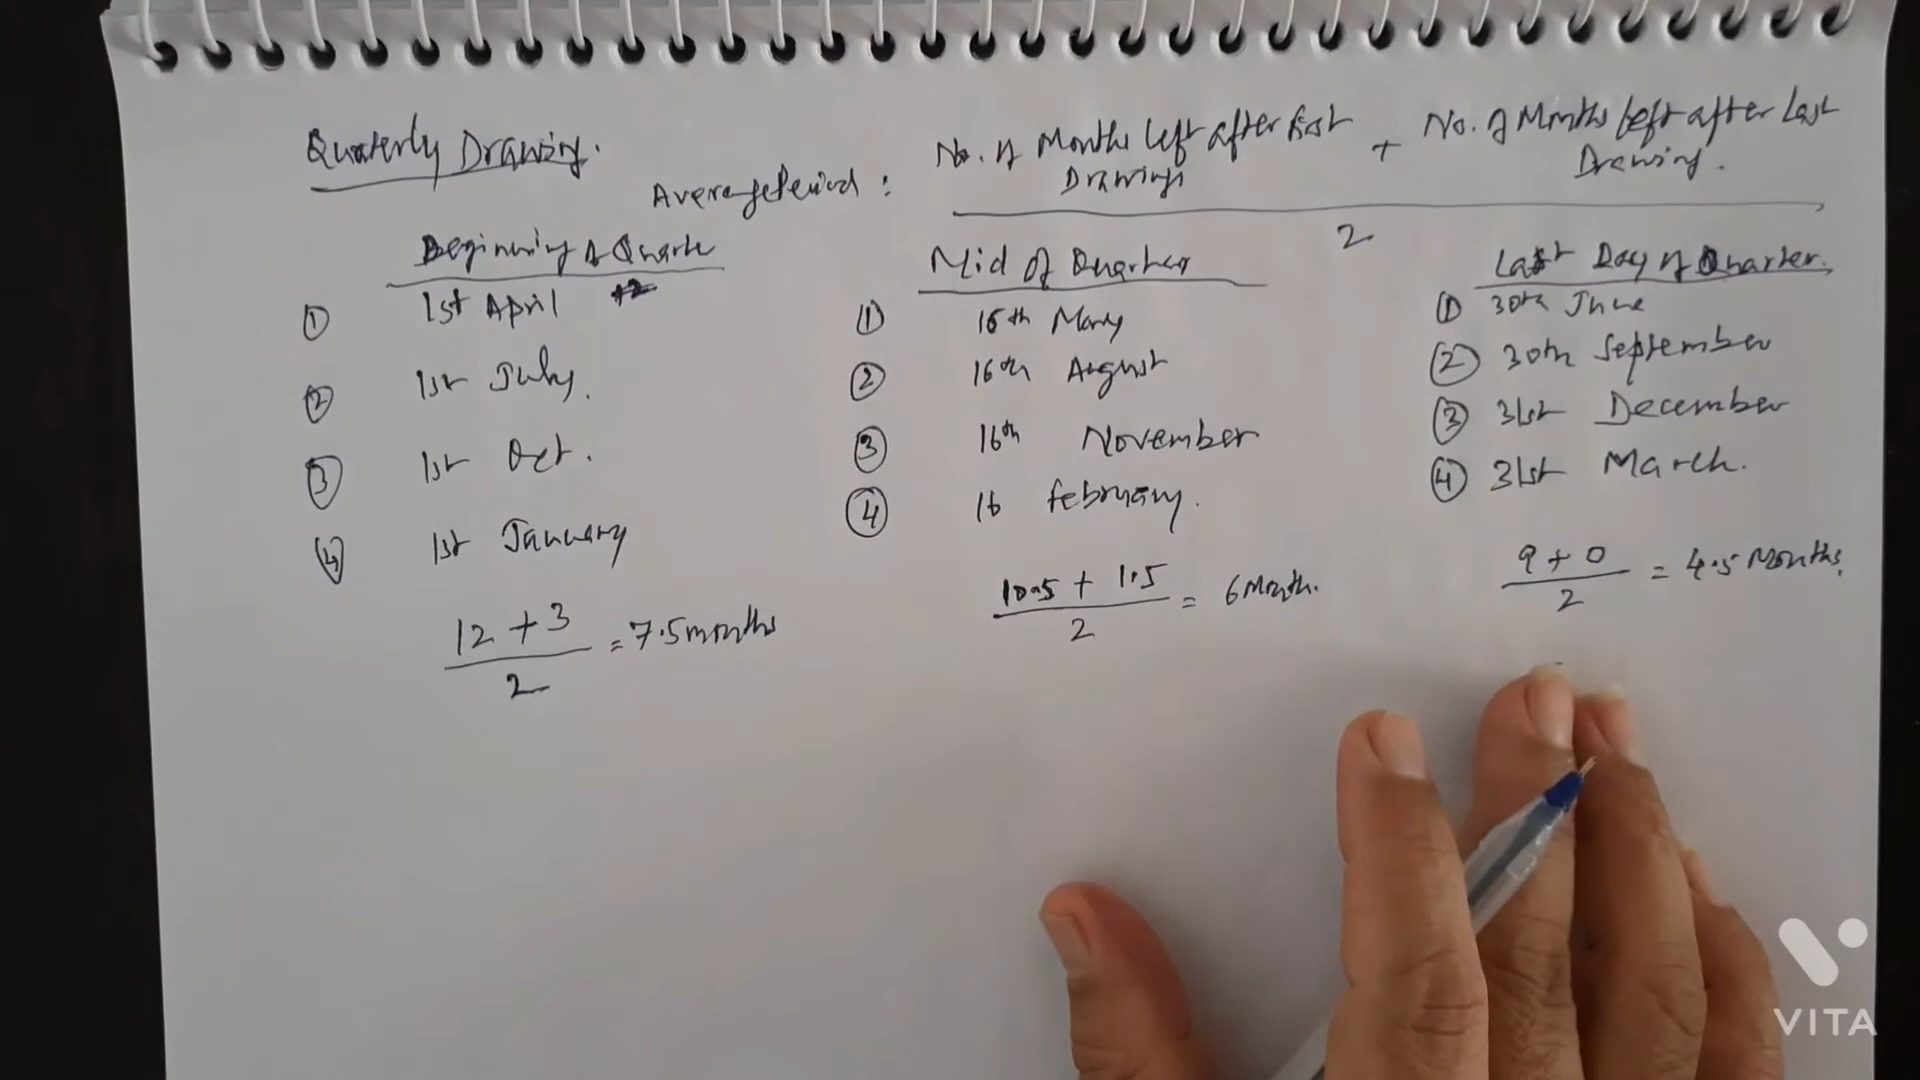 Quaterly Drawing.
Average Period :
No. of Months left after first
Drawings
+
No. of Months left after Last
Drawing.
2
Beginning of Quarter
① 1st April
② 1st July.
③ 1st Oct.
④ 1st January
12 + 3
2
= 7.5 months
Mid of Quarter
① 16th May
② 16th August
③ 16th November
④ 16 february.
10.5 + 1.5
2
= 6 Month.
Last Day of Quarter.
① 30th June
② 30th September
③ 31st December
④ 31st March.
9 + 0
2
= 4.5 Months.
VITA